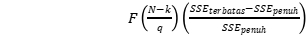 F (N−k / q) (SSE_terbatas − SSE_penuh / SSE_penuh)